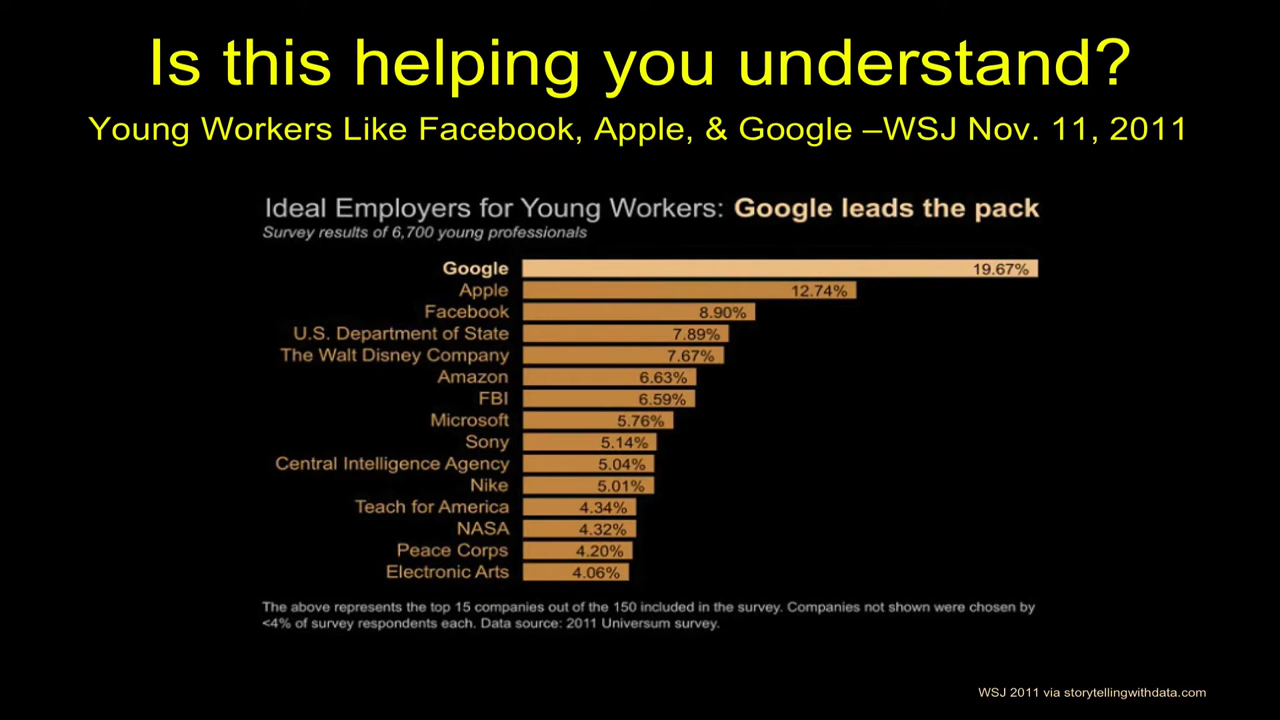 Is this helping you understand?
Young Workers Like Facebook, Apple, & Google –WSJ Nov. 11, 2011
Ideal Employers for Young Workers: Google leads the pack
Survey results of 6,700 young professionals
Google 19.67%
Apple 12.74%
Facebook 8.90%
U.S. Department of State 7.89%
The Walt Disney Company 7.67%
Amazon 6.63%
FBI 6.59%
Microsoft 5.76%
Sony 5.14%
Central Intelligence Agency 5.04%
Nike 5.01%
Teach for America 4.34%
NASA 4.32%
Peace Corps 4.20%
Electronic Arts 4.06%
The above represents the top 15 companies out of the 150 included in the survey. Companies not shown were chosen by
<4% of survey respondents each. Data source: 2011 Universum survey.
WSJ 2011 via storytellingwithdata.com